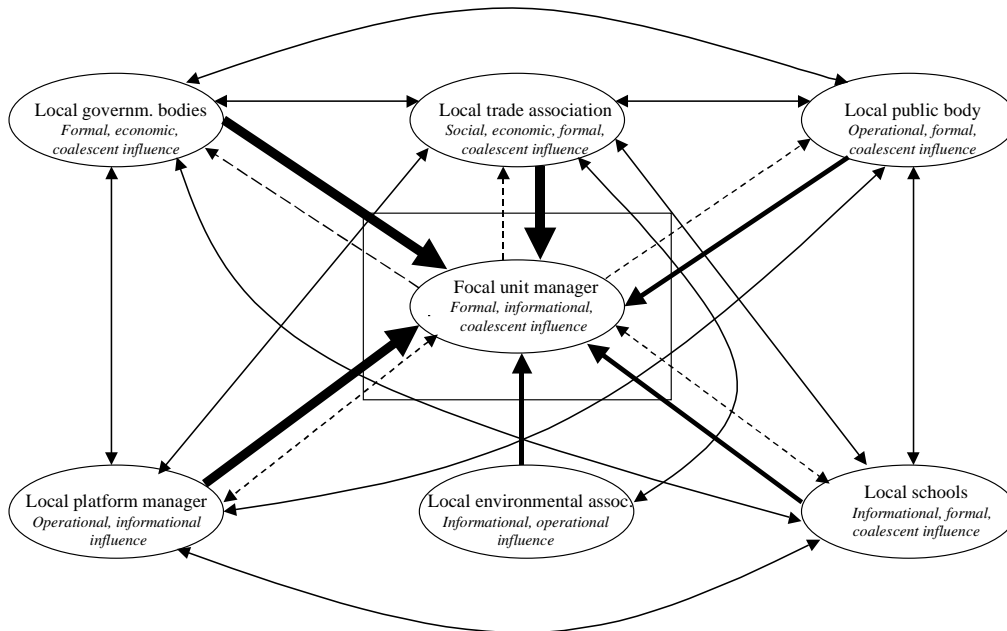 Local governm. bodies
Formal, economic,
coalescent influence
Local trade association
Social, economic, formal,
coalescent influence
Local public body
Operational, formal,
coalescent influence
Focal unit manager
Formal, informational,
coalescent influence
Local platform manager
Operational, informational
influence
Local environmental assoc.
Informational, operational
influence
Local schools
Informational, formal,
coalescent influence